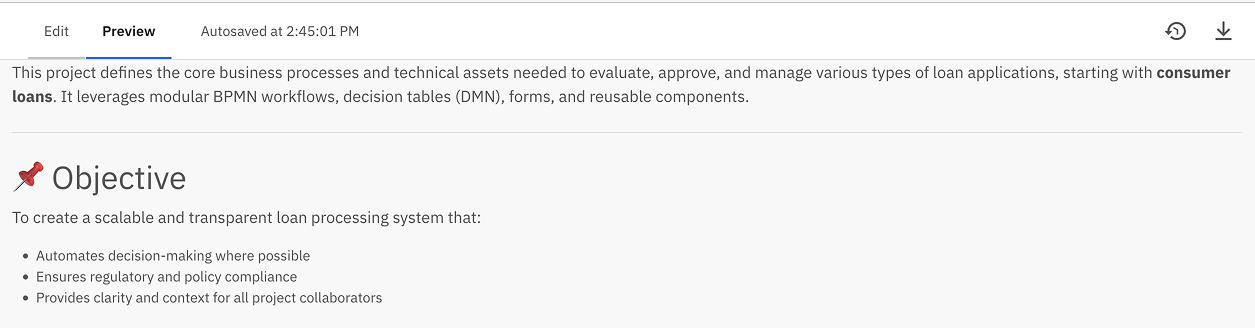 Edit Preview Autosaved at 2:45:01 PM
This project defines the core business processes and technical assets needed to evaluate, approve, and manage various types of loan applications, starting with consumer
loans. It leverages modular BPMN workflows, decision tables (DMN), forms, and reusable components.
📌 Objective
To create a scalable and transparent loan processing system that:
• Automates decision-making where possible
• Ensures regulatory and policy compliance
• Provides clarity and context for all project collaborators